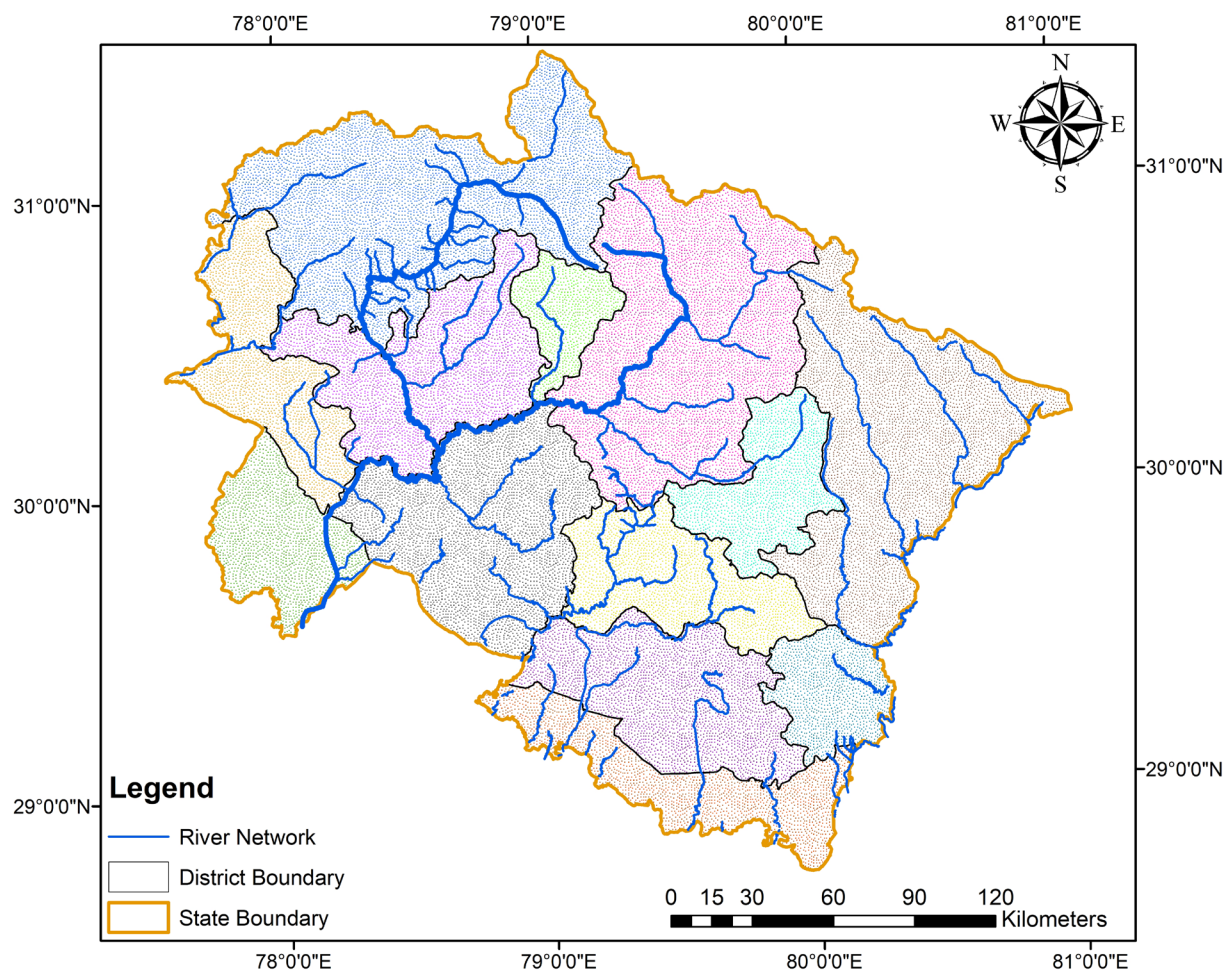 78°0'0"E 79°0'0"E 80°0'0"E 81°0'0"E
N
W E
S
31°0'0"N 31°0'0"N
30°0'0"N 30°0'0"N
29°0'0"N 29°0'0"N
Legend
River Network
District Boundary
State Boundary
0 15 30 60 90 120
Kilometers
78°0'0"E 79°0'0"E 80°0'0"E 81°0'0"E